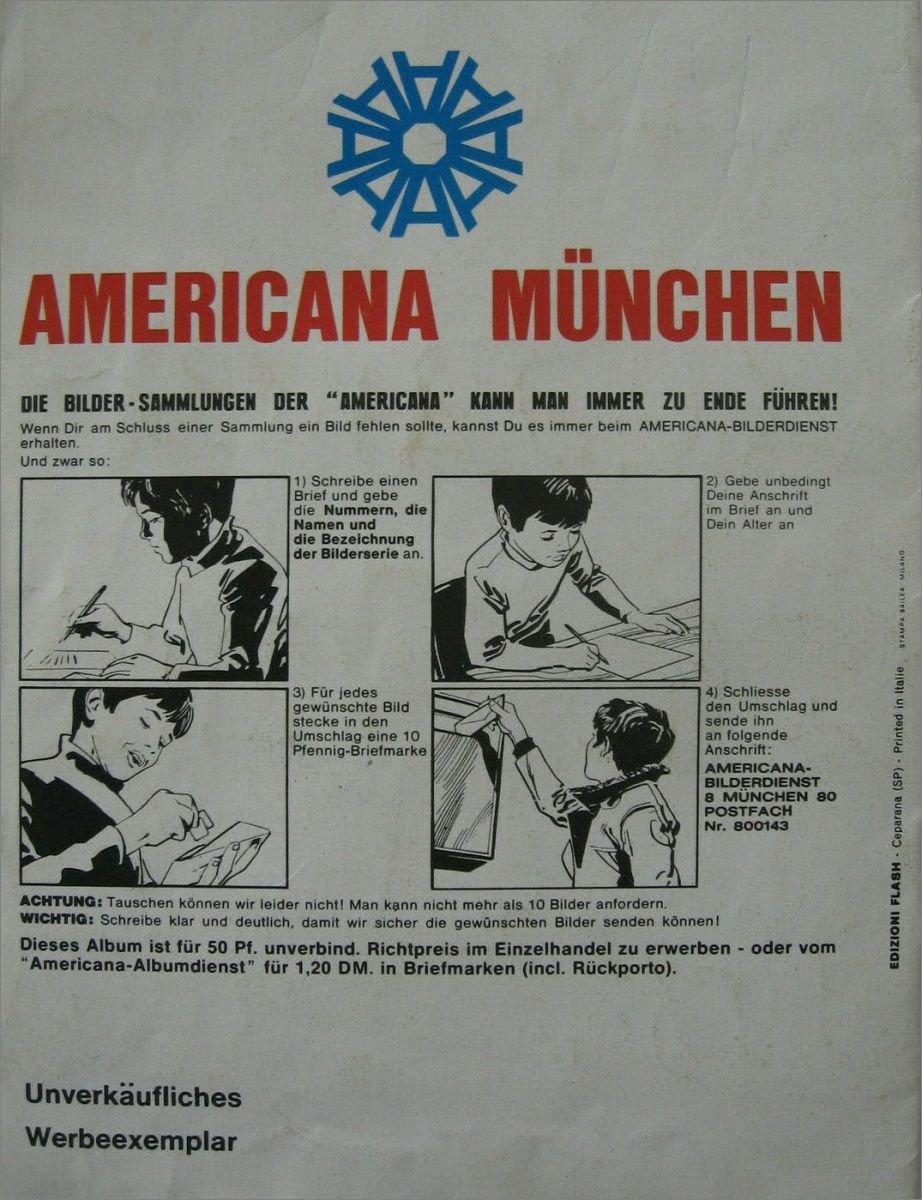 AMERICANA MÜNCHEN
DIE BILDER-SAMMLUNGEN DER "AMERICANA" KANN MAN IMMER ZU ENDE FÜHREN!
Wenn Dir am Schluss einer Sammlung ein Bild fehlen sollte, kannst Du es immer beim AMERICANA-BILDERDIENST
erhalten.
Und zwar so:
1) Schreibe einen
Brief und gebe
die Nummern, die
Namen und
die Bezeichnung
der Bilderserie an.
2) Gebe unbedingt
Deine Anschrift
im Brief an und
Dein Alter an
3) Für jedes
gewünschte Bild
stecke in den
Umschlag eine 10
Pfennig-Briefmarke
4) Schliesse
den Umschlag und
sende ihn
an folgende
Anschrift:
AMERICANA-
BILDERDIENST
8 MÜNCHEN 80
POSTFACH
Nr. 800143
ACHTUNG: Tauschen können wir leider nicht! Man kann nicht mehr als 10 Bilder anfordern.
WICHTIG: Schreibe klar und deutlich, damit wir sicher die gewünschten Bilder senden können!
Dieses Album ist für 50 Pf. unverbind. Richtpreis im Einzelhandel zu erwerben - oder vom
"Americana-Albumdienst" für 1,20 DM. in Briefmarken (incl. Rückporto).
Unverkäufliches
Werbeexemplar
EDIZIONI FLASH - Ceparana (SP) - Printed in Italie STAMPA SAILEA MILANO